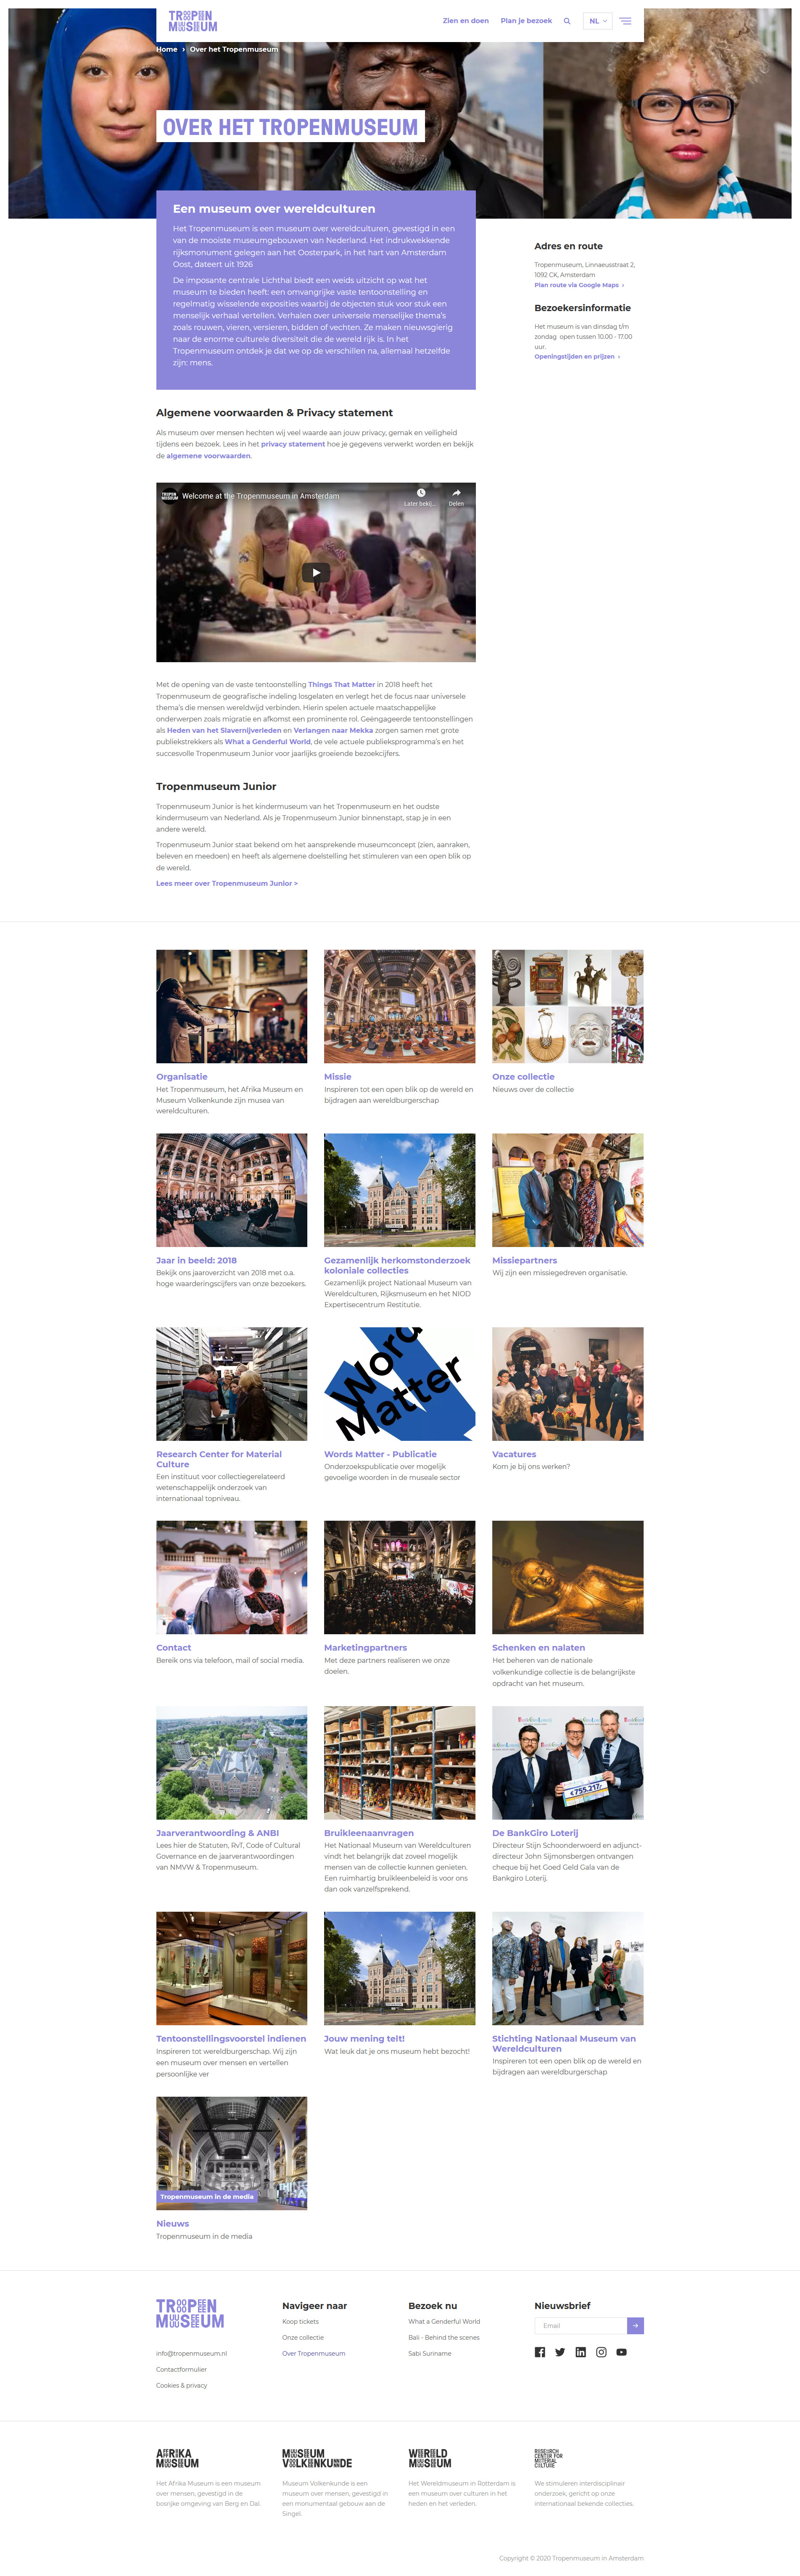 TROPEN
MUSEUM
Zien en doen
Plan je bezoek
NL
Home › Over het Tropenmuseum
OVER HET TROPENMUSEUM
Een museum over wereldculturen
Het Tropenmuseum is een museum over wereldculturen, gevestigd in een
van de mooiste museumgebouwen van Nederland. Het indrukwekkende
rijksmonument gelegen aan het Oosterpark, in het hart van Amsterdam
Oost, dateert uit 1926
De imposante centrale Lichthal biedt een weids uitzicht op wat het
museum te bieden heeft: een omvangrijke vaste tentoonstelling en
regelmatig wisselende exposities waarbij de objecten stuk voor stuk een
menselijk verhaal vertellen. Verhalen over universele menselijke thema's
zoals rouwen, vieren, versieren, bidden of vechten. Ze maken nieuwsgierig
naar de enorme culturele diversiteit die de wereld rijk is. In het
Tropenmuseum ontdek je dat we op de verschillen na, allemaal hetzelfde
zijn: mens.
Adres en route
Tropenmuseum, Linnaeusstraat 2,
1092 CK, Amsterdam
Plan route via Google Maps ›
Bezoekersinformatie
Het museum is van dinsdag t/m
zondag open tussen 10.00 - 17.00
uur.
Openingstijden en prijzen ›
Algemene voorwaarden & Privacy statement
Als museum over mensen hechten wij veel waarde aan jouw privacy, gemak en veiligheid
tijdens een bezoek. Lees in het privacy statement hoe je gegevens verwerkt worden en bekijk
de algemene voorwaarden.
TROPEN
MUSEUM
Welcome at the Tropenmuseum in Amsterdam
Later bekij...
Delen
Met de opening van de vaste tentoonstelling Things That Matter in 2018 heeft het
Tropenmuseum de geografische indeling losgelaten en verlegt het de focus naar universele
thema's die mensen wereldwijd verbinden. Hierin spelen actuele maatschappelijke
onderwerpen zoals migratie en afkomst een prominente rol. Geëngageerde tentoonstellingen
als Heden van het Slavernijverleden en Verlangen naar Mekka zorgen samen met grote
publiekstrekkers als What a Genderful World, de vele actuele publieksprogramma's en het
succesvolle Tropenmuseum Junior voor jaarlijks groeiende bezoekcijfers.
Tropenmuseum Junior
Tropenmuseum Junior is het kindermuseum van het Tropenmuseum en het oudste
kindermuseum van Nederland. Als je Tropenmuseum Junior binnenstapt, stap je in een
andere wereld.
Tropenmuseum Junior staat bekend om het aansprekende museumconcept (zien, aanraken,
beleven en meedoen) en heeft als algemene doelstelling het stimuleren van een open blik op
de wereld.
Lees meer over Tropenmuseum Junior >
Organisatie
Het Tropenmuseum, het Afrika Museum en
Museum Volkenkunde zijn musea van
wereldculturen.
Missie
Inspireren tot een open blik op de wereld en
bijdragen aan wereldburgerschap
Onze collectie
Nieuws over de collectie
Jaar in beeld: 2018
Bekijk ons jaaroverzicht van 2018 met o.a.
hoge waarderingscijfers van onze bezoekers.
Gezamenlijk herkomstonderzoek
koloniale collecties
Gezamenlijk project Nationaal Museum van
Wereldculturen, Rijksmuseum en het NIOD
Expertisecentrum Restitutie.
Missiepartners
Wij zijn een missiegedreven organisatie.
Word
Matter
Research Center for Material
Culture
Een instituut voor collectiegerelateerd
wetenschappelijk onderzoek van
internationaal topniveau.
Words Matter - Publicatie
Onderzoekspublicatie over mogelijk
gevoelige woorden in de museale sector
Vacatures
Kom je bij ons werken?
Contact
Bereik ons via telefoon, mail of social media.
Marketingpartners
Met deze partners realiseren we onze
doelen.
Schenken en nalaten
Het beheren van de nationale
volkenkundige collectie is de belangrijkste
opdracht van het museum.
€755.217,-
Jaarverantwoording & ANBI
Lees hier de Statuten, RvT, Code of Cultural
Governance en de jaarverantwoordingen
van NMVW & Tropenmuseum.
Bruikleenaanvragen
Het Nationaal Museum van Wereldculturen
vindt het belangrijk dat zoveel mogelijk
mensen van de collectie kunnen genieten.
Een ruimhartig bruikleenbeleid is voor ons
dan ook vanzelfsprekend.
De BankGiro Loterij
Directeur Stijn Schoonderwoerd en adjunct-
directeur John Sijmonsbergen ontvangen
cheque bij het Goed Geld Gala van de
Bankgiro Loterij.
Tentoonstellingsvoorstel indienen
Inspireren tot wereldburgerschap. Wij zijn
een museum over mensen en vertellen
persoonlijke ver
Jouw mening telt!
Wat leuk dat je ons museum hebt bezocht!
Stichting Nationaal Museum van
Wereldculturen
Inspireren tot een open blik op de wereld en
bijdragen aan wereldburgerschap
Tropenmuseum in de media
Nieuws
Tropenmuseum in de media
TROPEN
MUSEUM
info@tropenmuseum.nl
Contactformulier
Cookies & privacy
Navigeer naar
Koop tickets
Onze collectie
Over Tropenmuseum
Bezoek nu
What a Genderful World
Bali - Behind the scenes
Sabi Suriname
Nieuwsbrief
Email
AFRIKA
MUSEUM
Het Afrika Museum is een museum
over mensen, gevestigd in de
bosrijke omgeving van Berg en Dal.
MUSEUM
VOLKENKUNDE
Museum Volkenkunde is een
museum over mensen, gevestigd in
een monumentaal gebouw aan de
Singel.
WERELD
MUSEUM
Het Wereldmuseum in Rotterdam is
een museum over culturen in het
heden en het verleden.
RESEARCH
CENTER FOR
MATERIAL
CULTURE
We stimuleren interdisciplinair
onderzoek, gericht op onze
internationaal bekende collecties.
Copyright © 2020 Tropenmuseum in Amsterdam